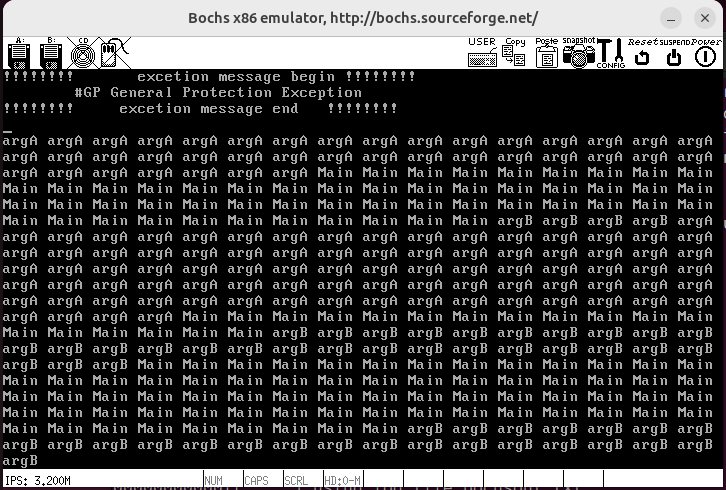 Bochs x86 emulator, http://bochs.sourceforge.net/
A: B: CD USER Copy Paste snapshot CONFIG Reset SUSPEND Power
!!!!!!!! excetion message begin !!!!!!!!
#GP General Protection Exception
!!!!!!!! excetion message end !!!!!!!!
_
argA argA argA argA argA argA argA argA argA argA argA argA argA argA argA argA
argA argA argA argA argA argA argA argA argA argA argA argA argA argA argA argA
argA argA argA argA argA argA argA Main Main Main Main Main Main Main Main Main
Main Main Main Main Main Main Main Main Main Main Main Main Main Main Main Main
Main Main Main Main Main Main Main Main Main Main Main Main Main Main Main Main
Main Main Main Main Main Main Main Main Main Main Main argB argB argB argB argA
argA argA argA argA argA argA argA argA argA argA argA argA argA argA argA argA
argA argA argA argA argA argA argA argA argA argA argA argA argA argA argA argA
argA argA argA argA argA argA argA argA argA argA argA argA argA argA argA argA
argA argA argA argA argA argA argA argA argA argA argA argA argA argA argA argA
argA argA argA argA argA argA argA argA argA argA argA argA argA argA argA argA
argA argA argA argA Main Main Main Main Main Main Main Main Main Main Main Main
Main Main Main Main Main Main argB argB argB argB argB argB argB argB argB argB
argB argB argB argB argB argB argB argB argB argB argB argB argB argB argB argB
argB argB argB Main Main Main Main Main Main Main Main Main Main Main Main Main
Main Main Main Main Main Main Main Main Main Main Main Main Main Main Main Main
Main Main Main Main Main Main Main Main Main Main Main Main Main Main Main Main
Main Main Main Main Main Main Main Main Main Main Main Main Main Main Main Main
Main Main Main Main Main Main Main Main Main argB argB argB argB argB argB argB
argB argB argB argB argB argB argB argB argB argB argB argB argB argB argB argB
argB
IPS: 3.200M NUM CAPS SCRL HD:0-M